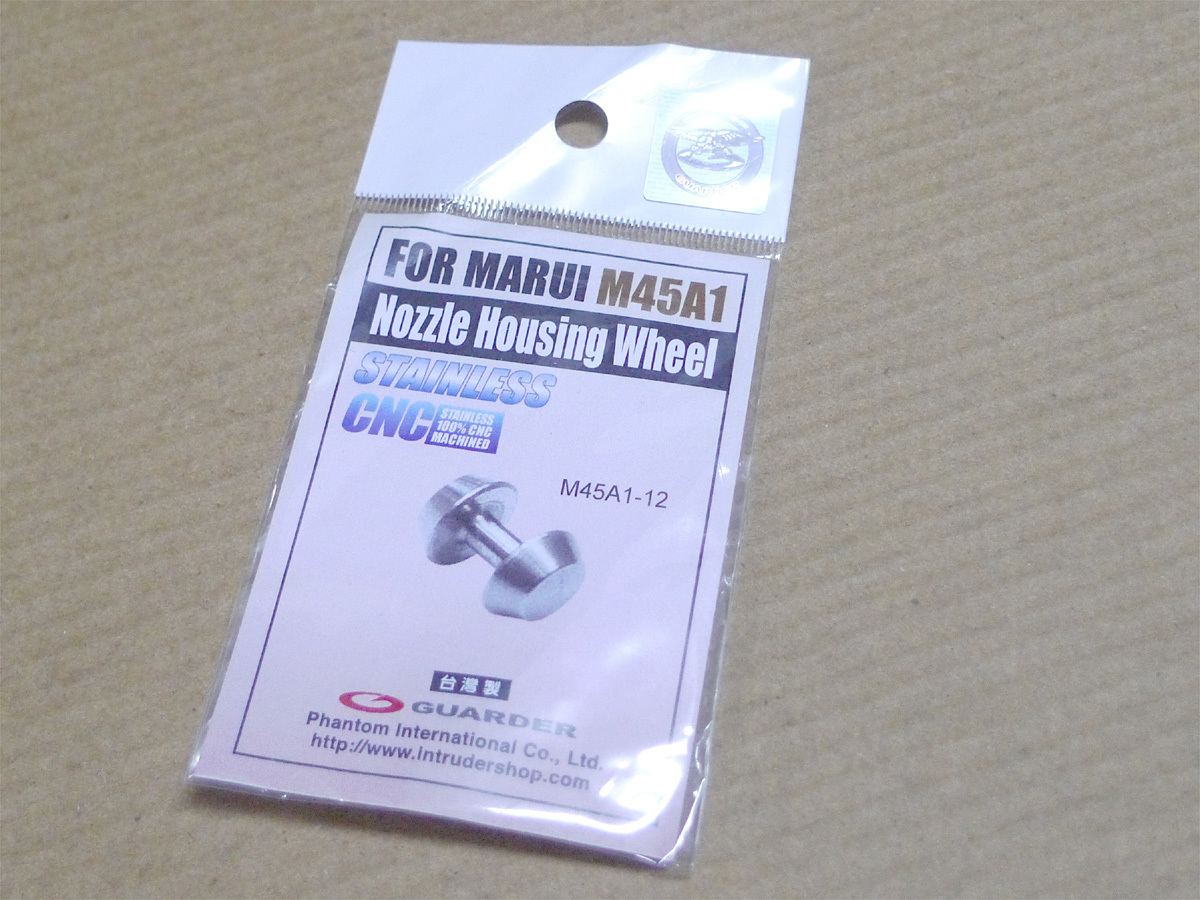 FOR MARUI M45A1
Nozzle Housing Wheel
STAINLESS
CNC
STAINLESS
100% CNC
MACHINED
M45A1-12
台灣製
GUARDER
Phantom International Co., Ltd.
http://www.intrudershop.com